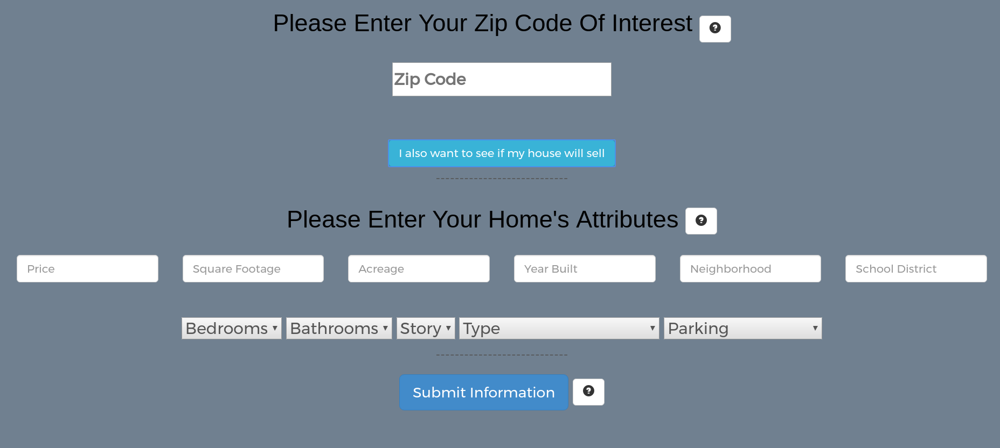 Please Enter Your Zip Code Of Interest ?
Zip Code
I also want to see if my house will sell
----------------------------
Please Enter Your Home's Attributes ?
Price Square Footage Acreage Year Built Neighborhood School District
Bedrooms ▼ Bathrooms ▼ Story ▼ Type ▼ Parking ▼
----------------------------
Submit Information ?